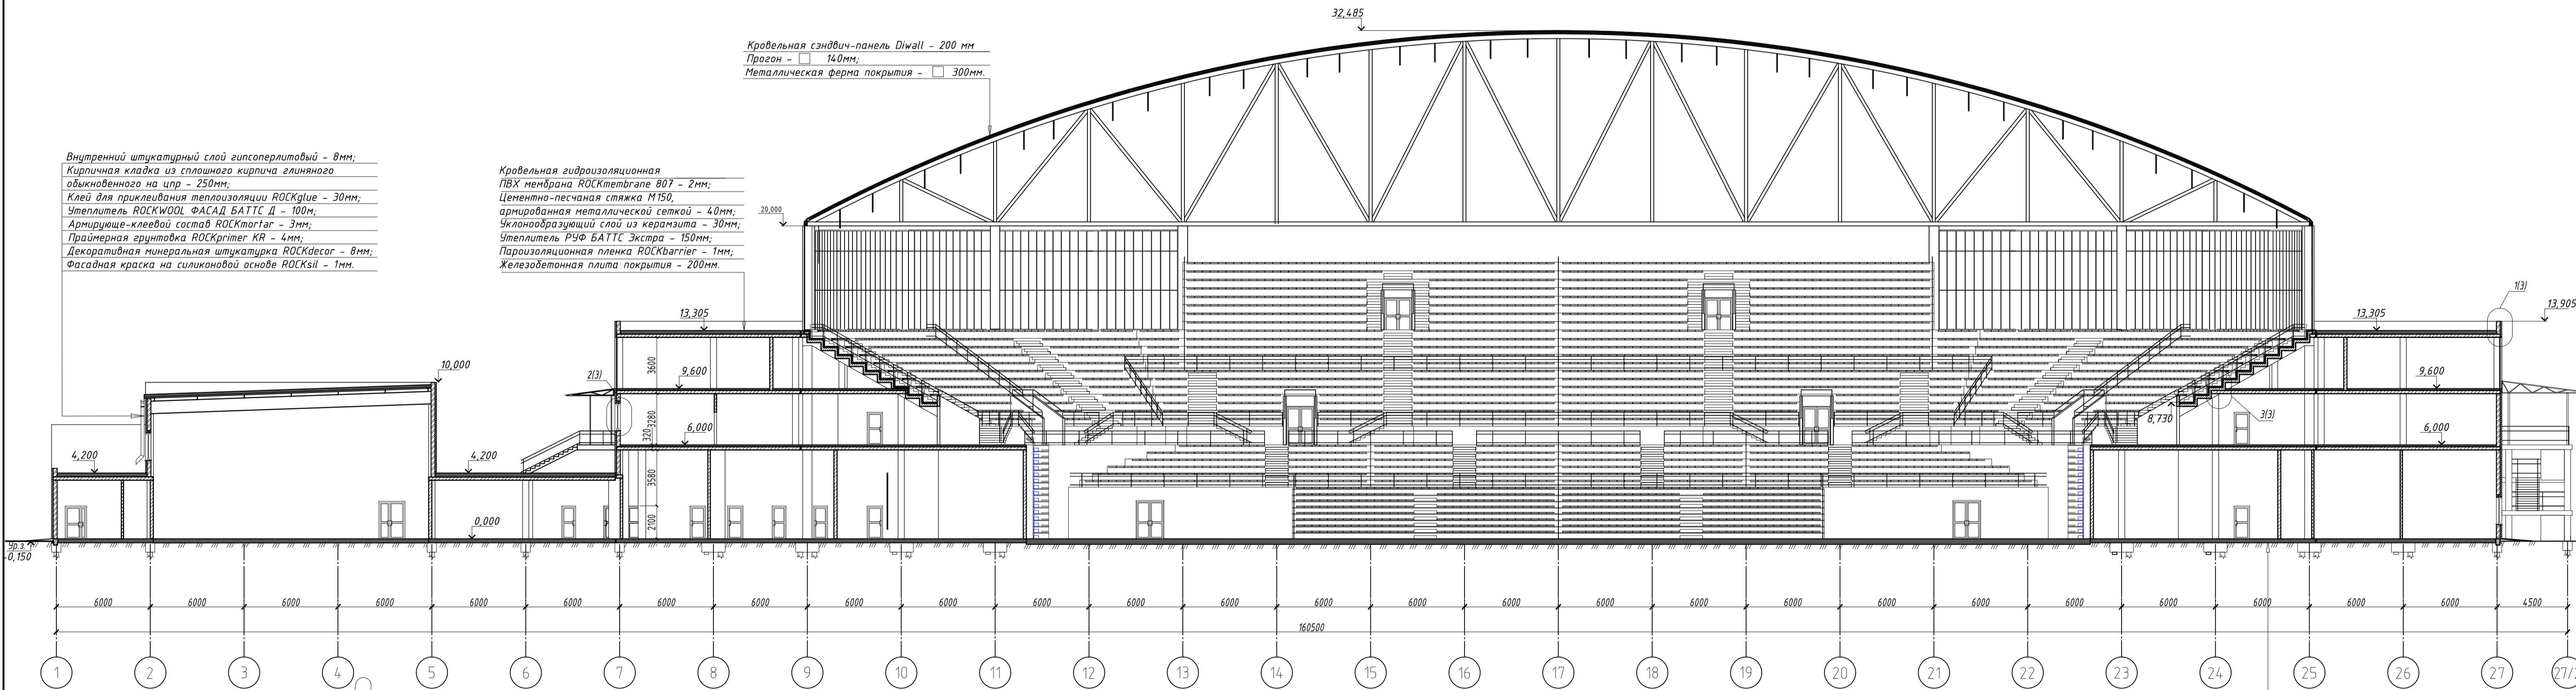 32,485
Кровельная сэндвич-панель Diwall - 200 мм
Прогон - □ 140мм;
Металлическая ферма покрытия - □ 300мм.
Внутренний штукатурный слой гипсоперлитовый - 8мм;
Кирпичная кладка из сплошного кирпича глиняного
обыкновенного на цпр - 250мм;
Клей для приклеивания теплоизоляции ROCKglue - 30мм;
Утеплитель ROCKWOOL ФАСАД БАТТС Д - 100м;
Армирующе-клеевой состав ROCKmortar - 3мм;
Праймерная грунтовка ROCKprimer KR - 4мм;
Декоративная минеральная штукатурка ROCKdecor - 8мм;
Фасадная краска на силиконовой основе ROCKsil - 1мм.
Кровельная гидроизоляционная
ПВХ мембрана ROCKmembrane 807 - 2мм;
Цементно-песчаная стяжка М150,
армированная металлической сеткой - 40мм;
Уклонообразующий слой из керамзита - 30мм;
Утеплитель РУФ БАТТС Экстра - 150мм;
Пароизоляционная пленка ROCKbarrier - 1мм;
Железобетонная плита покрытия - 200мм.
20,000
1(3)
13,905
13,305
13,305
10,000
2(3)
9,600
3600
9,600
3280
320
6,000
3(3)
8,730
6,000
4,200
4,200
3580
2100
0,000
Ур.з.
-0,150
6000 6000 6000 6000 6000 6000 6000 6000 6000 6000 6000 6000 6000 6000 6000 6000 6000 6000 6000 6000 6000 6000 6000 6000 6000 6000 4500
160500
1 2 3 4 5 6 7 8 9 10 11 12 13 14 15 16 17 18 19 20 21 22 23 24 25 26 27